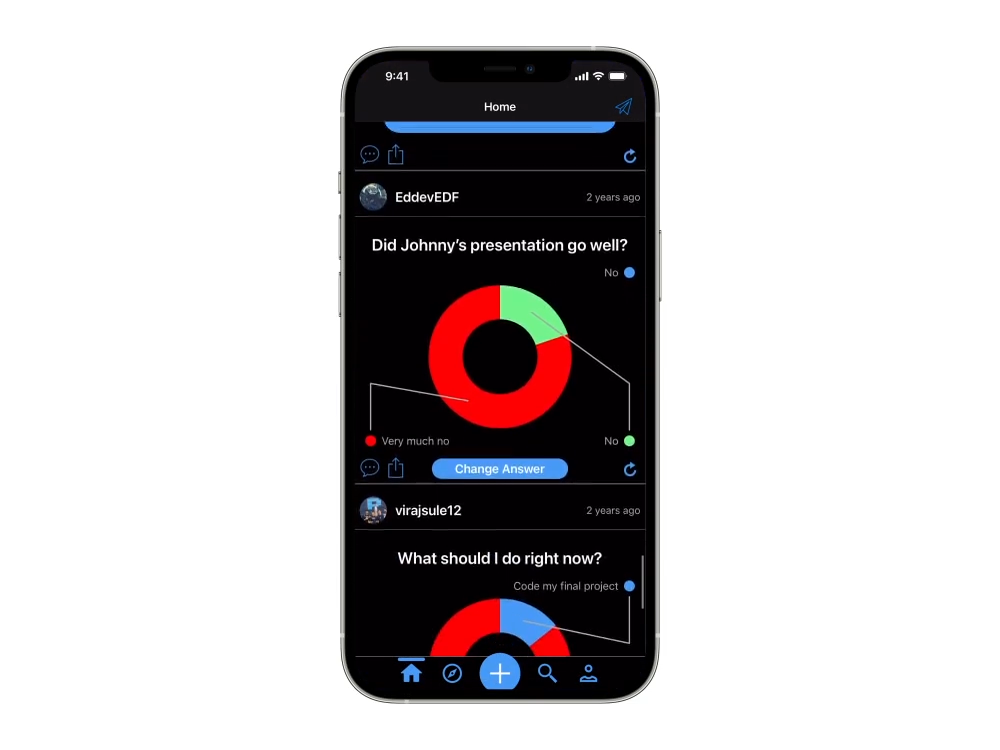 9:41
Home
EddevEDF
2 years ago
Did Johnny’s presentation go well?
No
Very much no
No
Change Answer
virajsule12
2 years ago
What should I do right now?
Code my final project